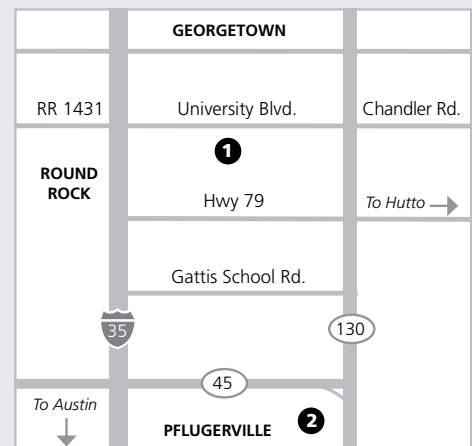 GEORGETOWN
RR 1431
University Blvd.
Chandler Rd.
1
ROUND
ROCK
Hwy 79
To Hutto
Gattis School Rd.
35
130
45
To Austin
PFLUGERVILLE
2